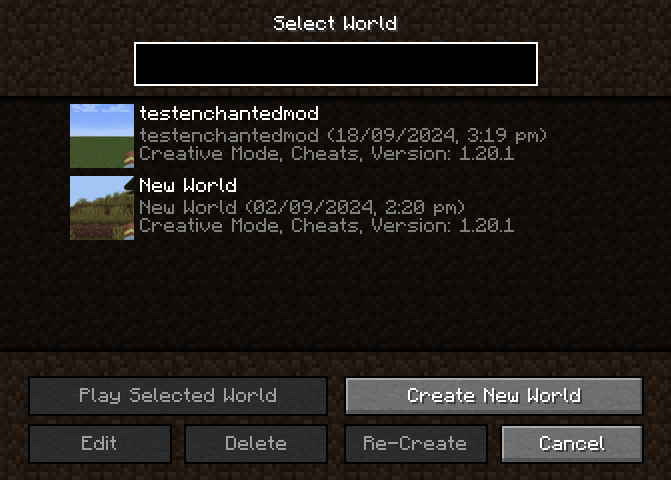 Select World
testenchantedmod
testenchantedmod (18/09/2024, 3:19 pm)
Creative Mode, Cheats, Version: 1.20.1
New World
New World (02/09/2024, 2:20 pm)
Creative Mode, Cheats, Version: 1.20.1
Play Selected World
Create New World
Edit
Delete
Re-Create
Cancel